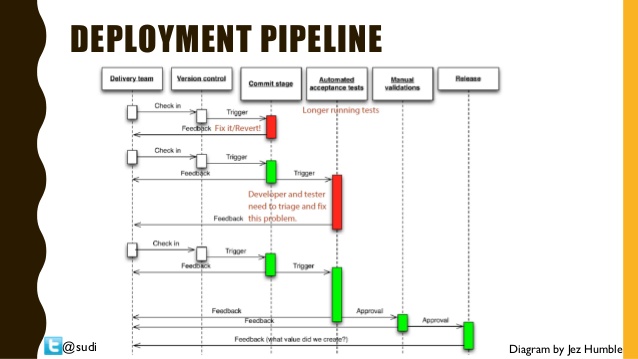 DEPLOYMENT PIPELINE
Delivery team
Version control
Commit stage
Automated
acceptance tests
Manual
validations
Release
Check in
Trigger
Longer running tests
Feedback
Fix it/Revert!
Check in
Trigger
Feedback
Trigger
Developer and tester
need to triage and fix
this problem.
Feedback
Check in
Trigger
Feedback
Trigger
Feedback
Approval
Feedback
Approval
Feedback (what value did we create?)
@sudi
Diagram by Jez Humble